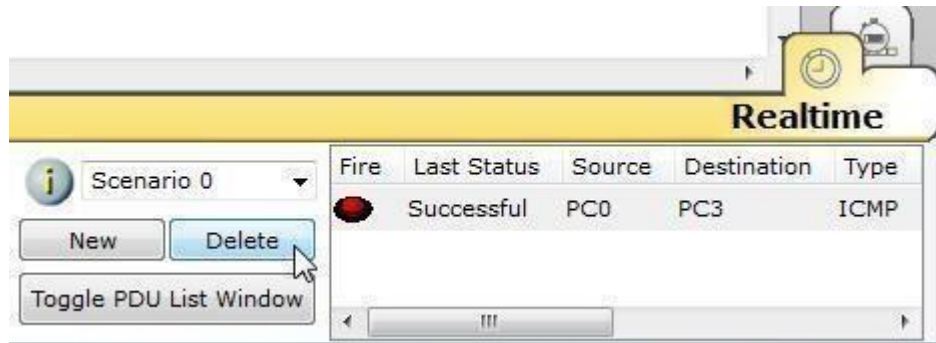 Realtime
i Scenario 0
New Delete
Toggle PDU List Window
Fire Last Status Source Destination Type
Successful PC0 PC3 ICMP